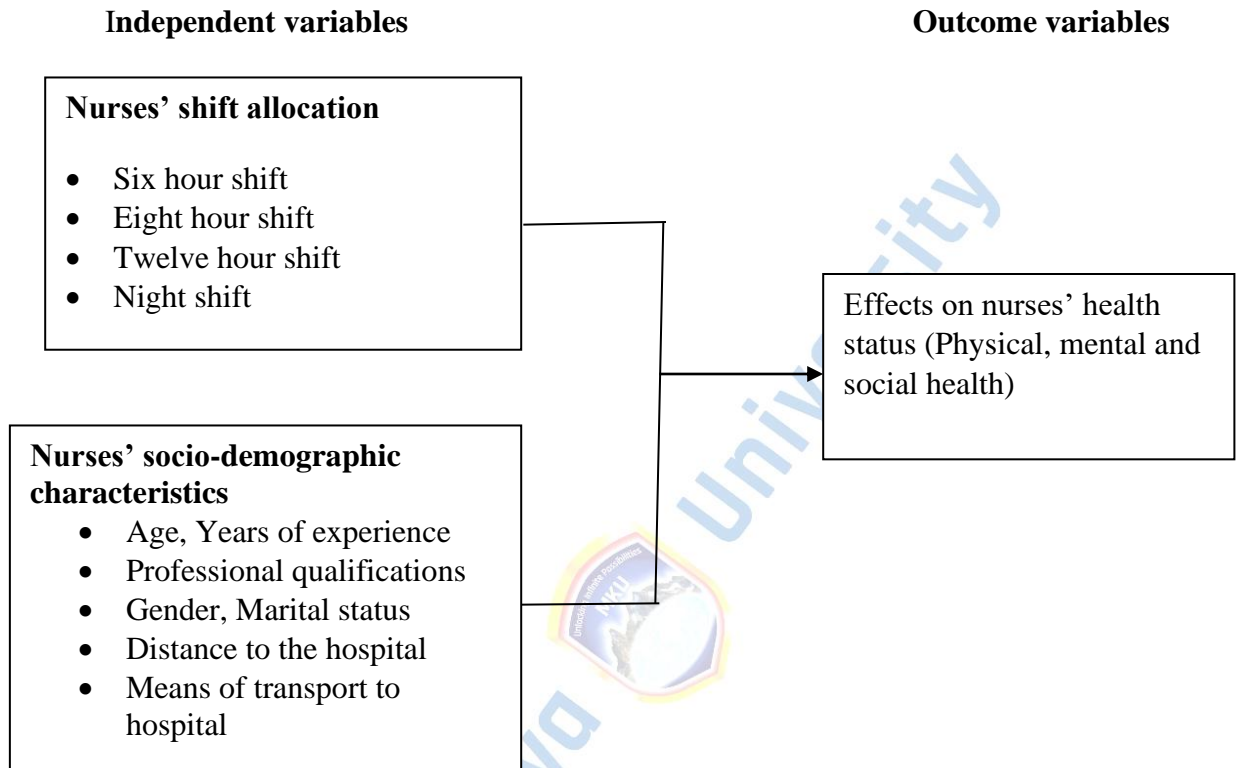 Independent variables
Outcome variables
Nurses’ shift allocation
• Six hour shift
• Eight hour shift
• Twelve hour shift
• Night shift
Effects on nurses’ health
status (Physical, mental and
social health)
Nurses’ socio-demographic
characteristics
• Age, Years of experience
• Professional qualifications
• Gender, Marital status
• Distance to the hospital
• Means of transport to
hospital
University
MKU